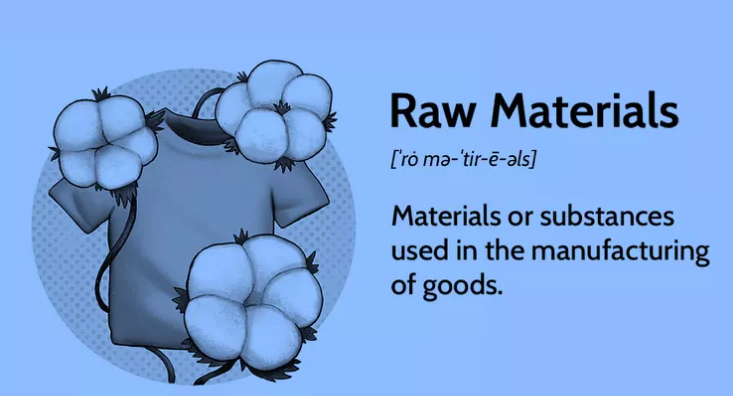 Raw Materials
[ˈrȯ mə-ˈtir-ē-əls]
Materials or substances
used in the manufacturing
of goods.